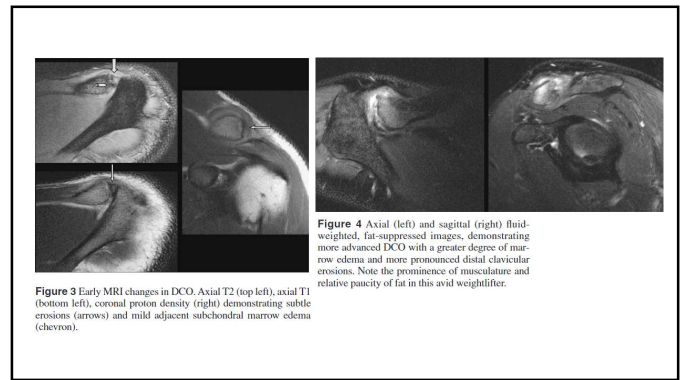 Figure 3 Early MRI changes in DCO. Axial T2 (top left), axial T1
(bottom left), coronal proton density (right) demonstrating subtle
erosions (arrows) and mild adjacent subchondral marrow edema
(chevron).
Figure 4 Axial (left) and sagittal (right) fluid-
weighted, fat-suppressed images, demonstrating
more advanced DCO with a greater degree of mar-
row edema and more pronounced distal clavicular
erosions. Note the prominence of musculature and
relative paucity of fat in this avid weightlifter.